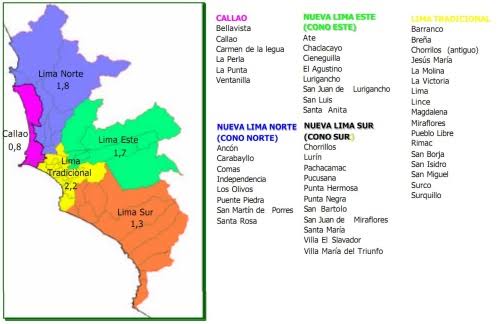 Lima Norte
1,8
Callao
0,8
Lima Este
1,7
Lima
Tradicional
2,2
Lima Sur
1,3
CALLAO
Bellavista
Callao
Carmen de la legua
La Perla
La Punta
Ventanilla
NUEVA LIMA ESTE
(CONO ESTE)
Ate
Chaclacayo
Cieneguilla
El Agustino
Lurigancho
San Juan de Lurigancho
San Luis
Santa Anita
LIMA TRADICIONAL
Barranco
Breña
Chorrilos (antiguo)
Jesús María
La Molina
La Victoria
Lima
Lince
Magdalena
Miraflores
Pueblo Libre
Rimac
San Borja
San Isidro
San Miguel
Surco
Surquillo
NUEVA LIMA NORTE
(CONO NORTE)
Ancón
Carabayllo
Comas
Independencia
Los Olivos
Puente Piedra
San Martín de Porres
Santa Rosa
NUEVA LIMA SUR
(CONO SUR)
Chorrillos
Lurín
Pachacamac
Pucusana
Punta Hermosa
Punta Negra
San Bartolo
San Juan de Miraflores
Santa María
Villa El Slavador
Villa María del Triunfo